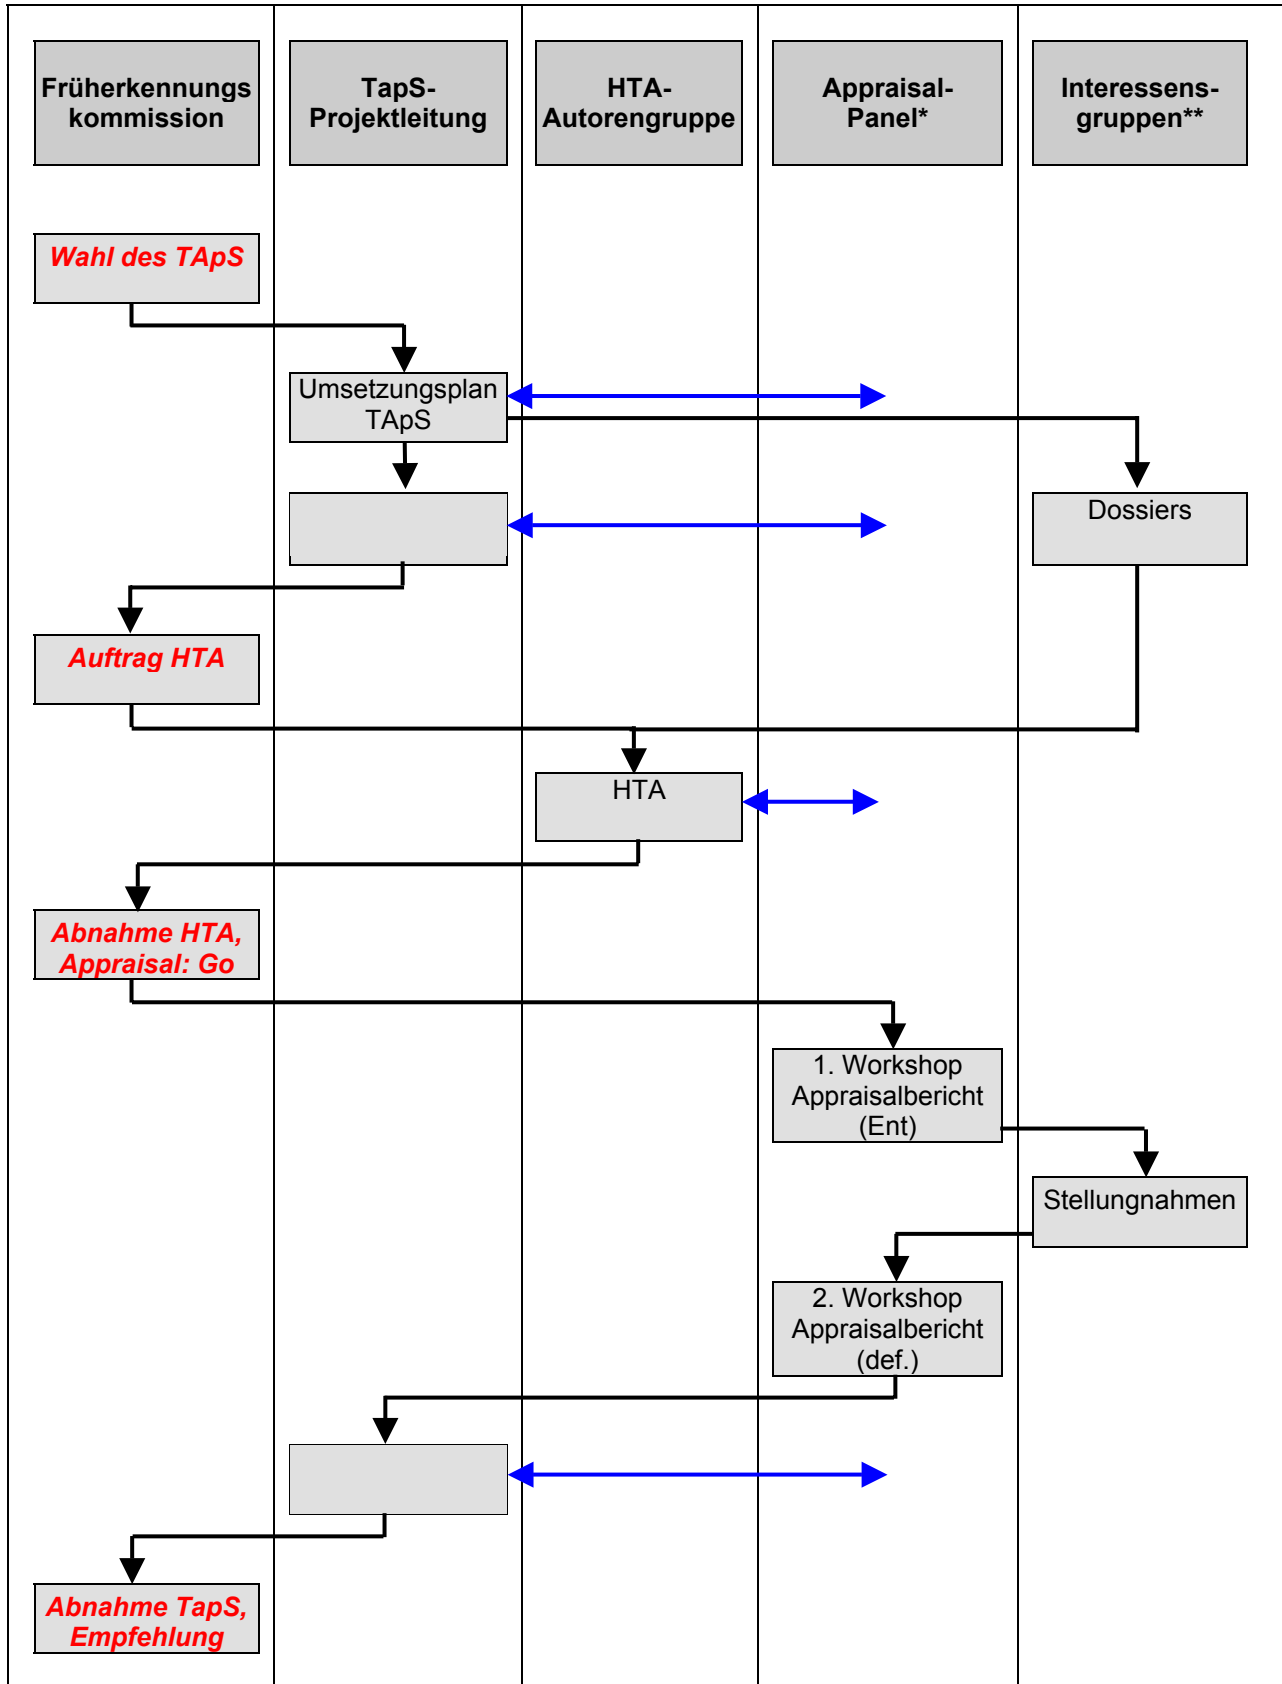 Früherkennungs
kommission
TapS-
Projektleitung
HTA-
Autorengruppe
Appraisal-
Panel*
Interessens-
gruppen**
Wahl des TApS
Umsetzungsplan
TApS
Dossiers
Auftrag HTA
HTA
Abnahme HTA,
Appraisal: Go
1. Workshop
Appraisalbericht
(Ent)
Stellungnahmen
2. Workshop
Appraisalbericht
(def.)
Abnahme TapS,
Empfehlung